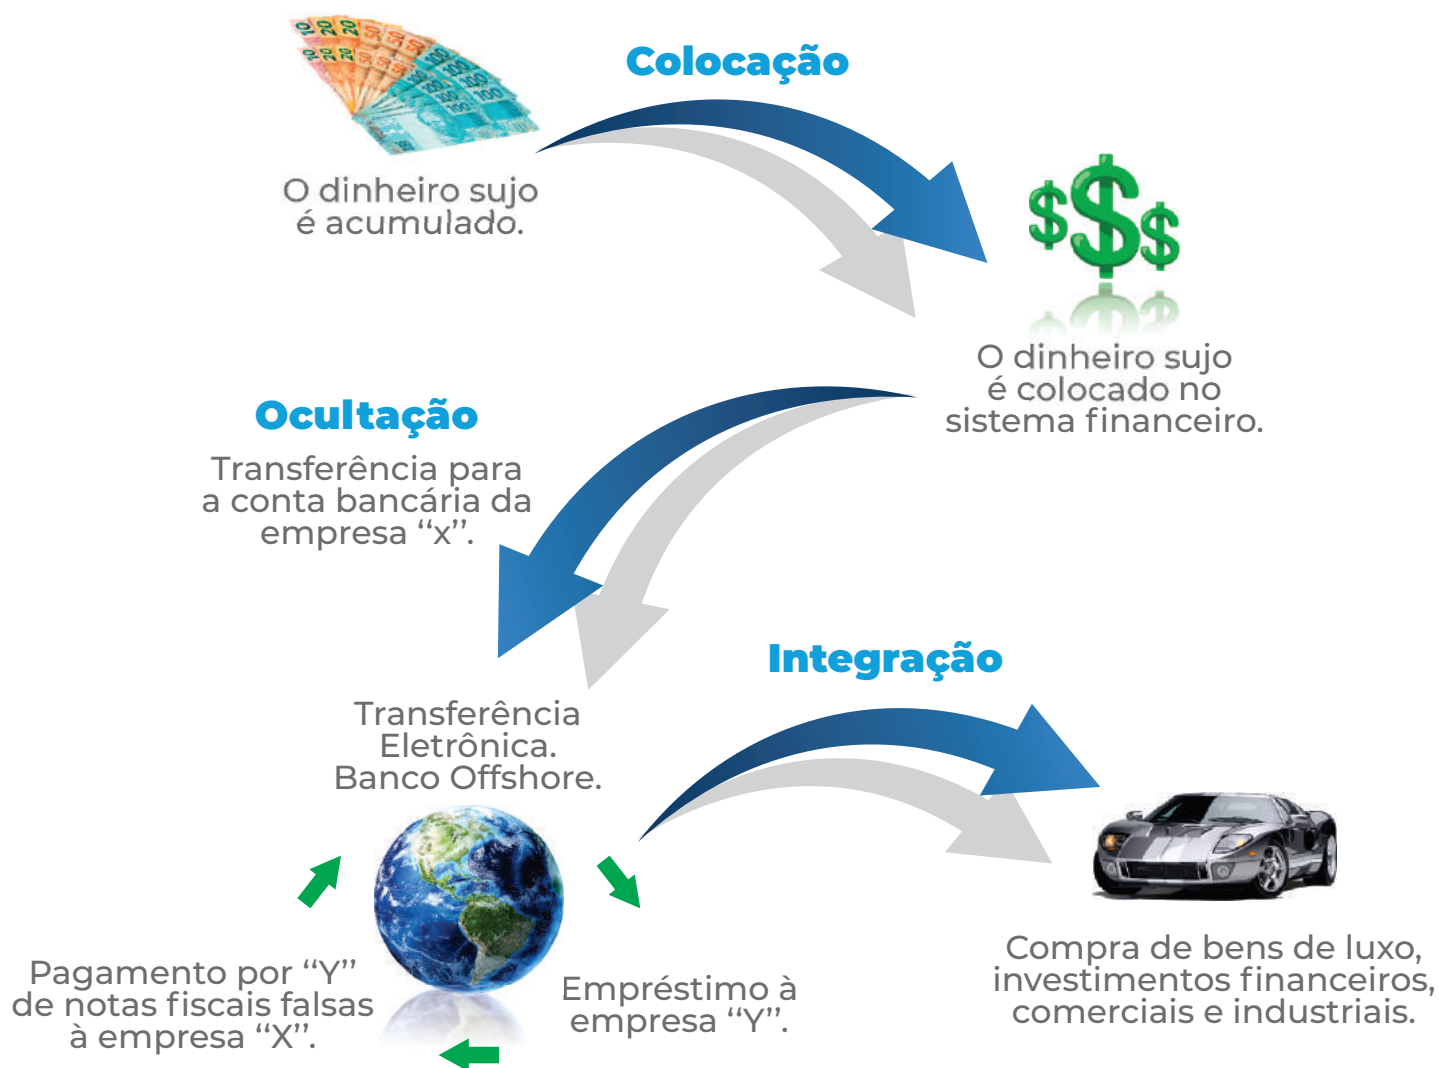 Colocação
O dinheiro sujo
é acumulado.
O dinheiro sujo
é colocado no
sistema financeiro.
Ocultação
Transferência para
a conta bancária da
empresa “x”.
Integração
Transferência
Eletrônica.
Banco Offshore.
Pagamento por “Y”
de notas fiscais falsas
à empresa “X”.
Empréstimo à
empresa “Y”.
Compra de bens de luxo,
investimentos financeiros,
comerciais e industriais.